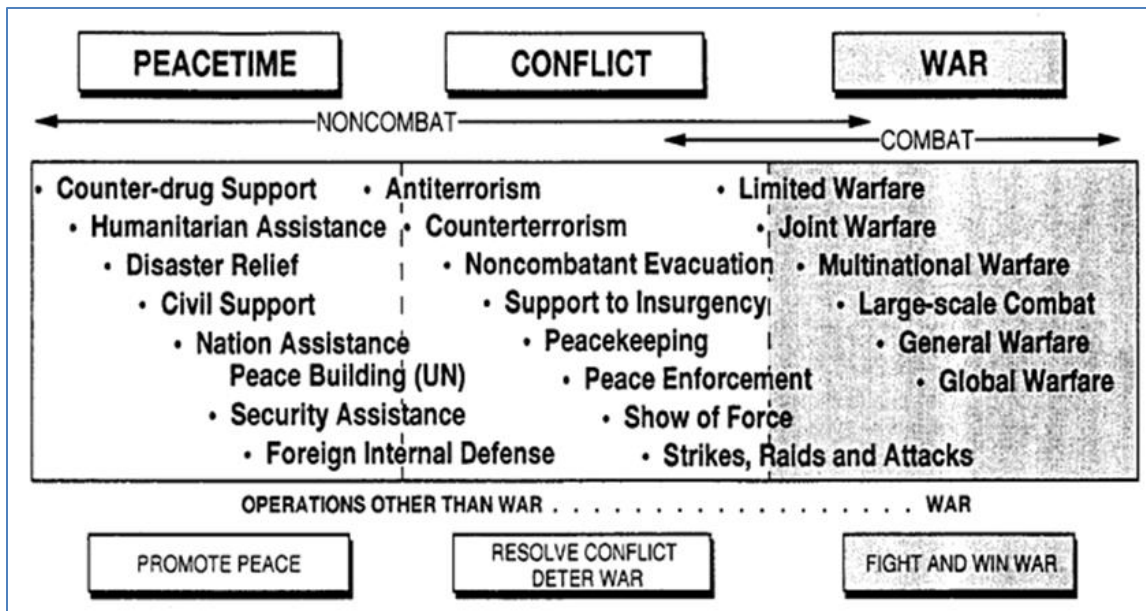 PEACETIME CONFLICT WAR
NONCOMBAT
COMBAT
• Counter-drug Support • Antiterrorism • Limited Warfare
• Humanitarian Assistance • Counterterrorism • Joint Warfare
• Disaster Relief • Noncombatant Evacuation • Multinational Warfare
• Civil Support • Support to Insurgency • Large-scale Combat
• Nation Assistance • Peacekeeping • General Warfare
Peace Building (UN) • Peace Enforcement • Global Warfare
• Security Assistance • Show of Force
• Foreign Internal Defense • Strikes, Raids and Attacks
OPERATIONS OTHER THAN WAR . . . . . . . . . . . . . . . . . . . WAR
PROMOTE PEACE
RESOLVE CONFLICT
DETER WAR
FIGHT AND WIN WAR